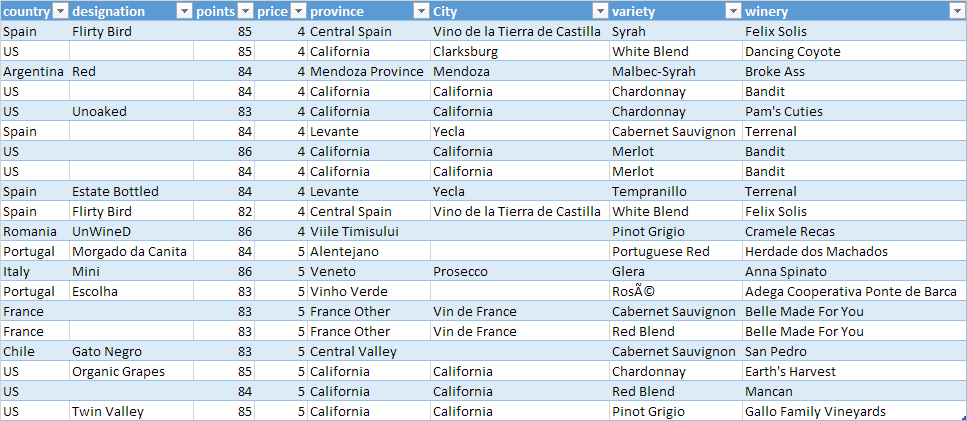 country designation points price province City variety winery
Spain Flirty Bird 85 4 Central Spain Vino de la Tierra de Castilla Syrah Felix Solis
US 85 4 California Clarksburg White Blend Dancing Coyote
Argentina Red 84 4 Mendoza Province Mendoza Malbec-Syrah Broke Ass
US 84 4 California California Chardonnay Bandit
US Unoaked 83 4 California California Chardonnay Pam's Cuties
Spain 84 4 Levante Yecla Cabernet Sauvignon Terrenal
US 86 4 California California Merlot Bandit
US 84 4 California California Merlot Bandit
Spain Estate Bottled 84 4 Levante Yecla Tempranillo Terrenal
Spain Flirty Bird 82 4 Central Spain Vino de la Tierra de Castilla White Blend Felix Solis
Romania UnWineD 86 4 Viile Timisului Pinot Grigio Cramele Recas
Portugal Morgado da Canita 84 5 Alentejano Portuguese Red Herdade dos Machados
Italy Mini 86 5 Veneto Prosecco Glera Anna Spinato
Portugal Escolha 83 5 Vinho Verde RosÃ© Adega Cooperativa Ponte de Barca
France 83 5 France Other Vin de France Cabernet Sauvignon Belle Made For You
France 83 5 France Other Vin de France Red Blend Belle Made For You
Chile Gato Negro 83 5 Central Valley Cabernet Sauvignon San Pedro
US Organic Grapes 85 5 California California Chardonnay Earth's Harvest
US 84 5 California California Red Blend Mancan
US Twin Valley 85 5 California California Pinot Grigio Gallo Family Vineyards